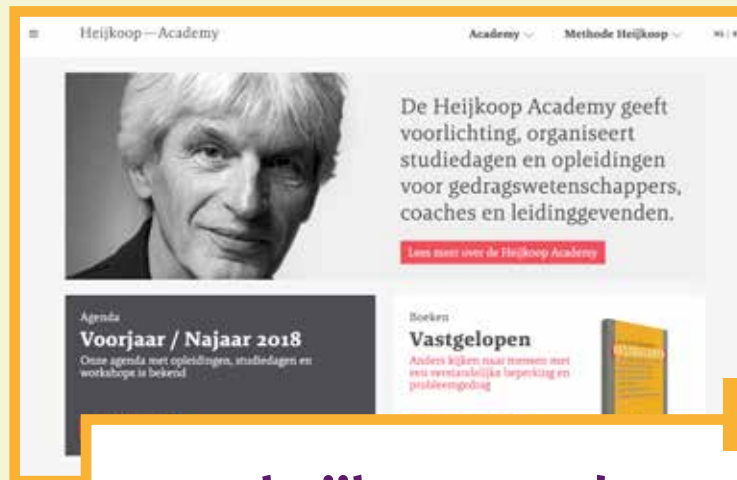 Heijkoop—Academy
Academy
Methode Heijkoop
De Heijkoop Academy geeft
voorlichting, organiseert
studiedagen en opleidingen
voor gedragswetenschappers,
coaches en leidinggevenden.
Lees meer over de Heijkoop Academy
Agenda
Voorjaar / Najaar 2018
Onze agenda met opleidingen, studiedagen en
workshops is bekend
Boeken
Vastgelopen
Anders kijken naar mensen met
een verstandelijke beperking en
probleemgedrag